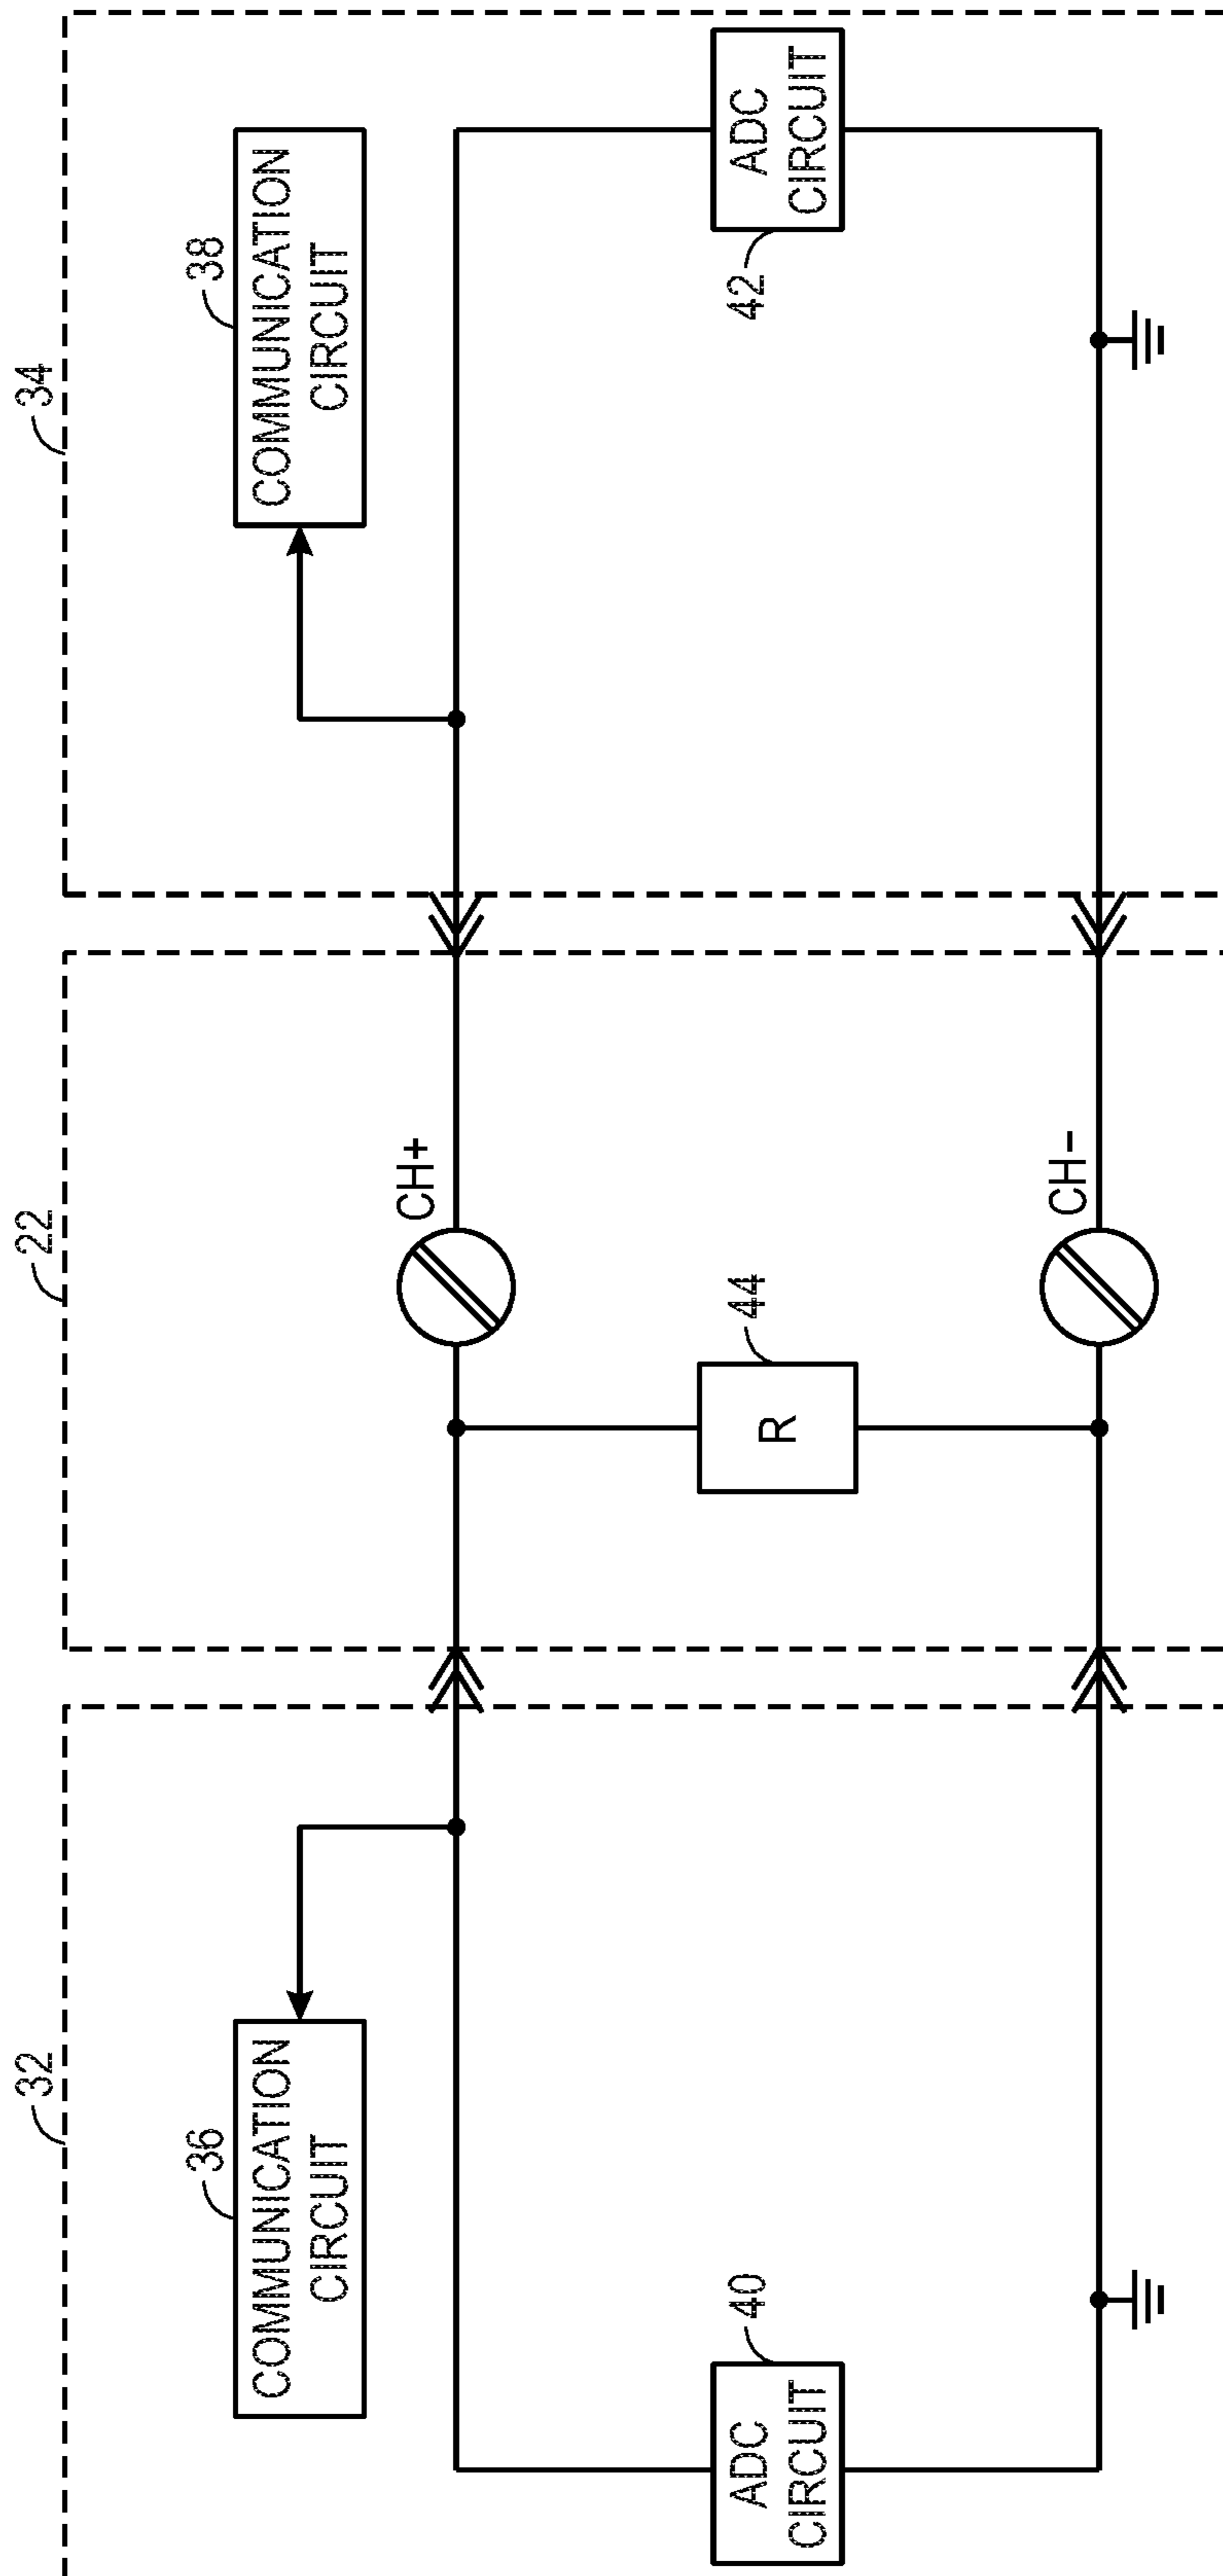 32
22
34
36
COMMUNICATION
CIRCUIT
38
COMMUNICATION
CIRCUIT
CH+
40
ADC
CIRCUIT
44
R
42
ADC
CIRCUIT
CH-